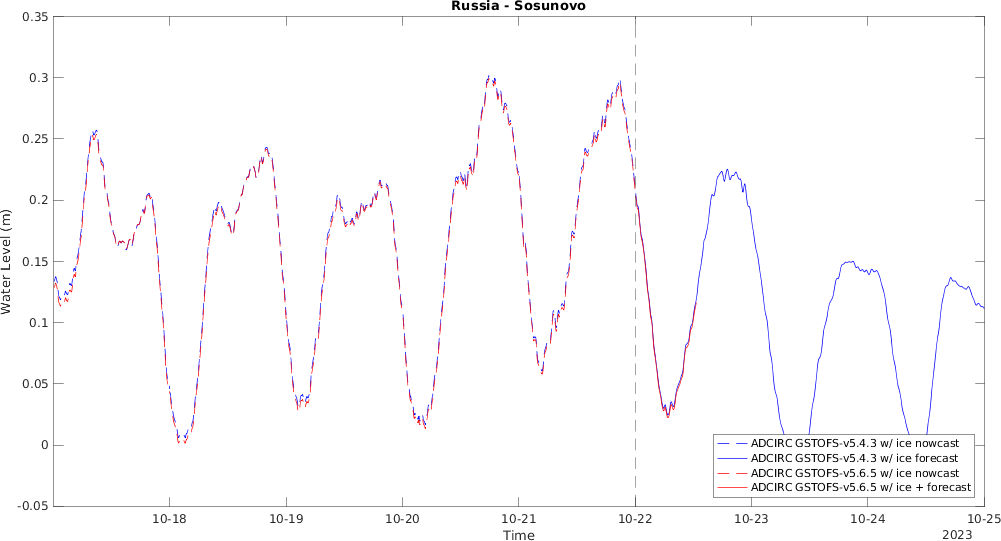 Russia - Sosunovo
0.35
0.3
0.25
0.2
0.15
0.1
0.05
0
-0.05
Water Level (m)
10-18
10-19
10-20
10-21
10-22
10-23
10-24
10-25
Time
2023
ADCIRC GSTOFS-v5.4.3 w/ ice nowcast
ADCIRC GSTOFS-v5.4.3 w/ ice forecast
ADCIRC GSTOFS-v5.6.5 w/ ice nowcast
ADCIRC GSTOFS-v5.6.5 w/ ice + forecast